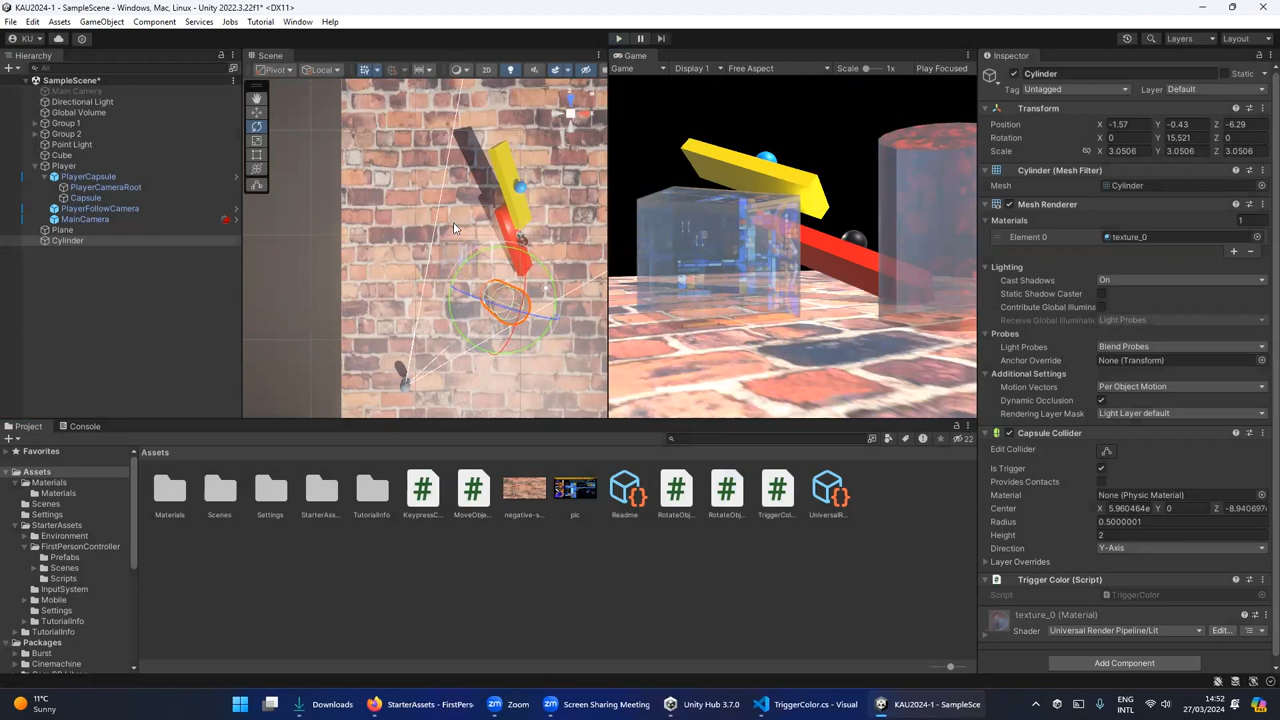 KAU2024-1 - SampleScene - Windows, Mac, Linux - Unity 2022.3.22f1* <DX11>
File Edit Assets GameObject Component Services Jobs Tutorial Window Help
KU Layers Layout
Hierarchy
All
SampleScene*
Main Camera
Directional Light
Global Volume
Group 1
Group 2
Point Light
Cube
Player
PlayerCapsule
PlayerCameraRoot
Capsule
PlayerFollowCamera
MainCamera
Plane
Cylinder
Scene
Pivot Local 2D
Game
Game Display 1 Free Aspect Scale 1x Play Focused
Inspector
Cylinder Static
Tag Untagged Layer Default
Transform
Position X -1.57 Y -0.43 Z -6.29
Rotation X 0 Y 15.521 Z 0
Scale X 3.0506 Y 3.0506 Z 3.0506
Cylinder (Mesh Filter)
Mesh Cylinder
Mesh Renderer
Materials 1
Element 0 texture_0
Lighting
Cast Shadows On
Static Shadow Caster
Contribute Global Illumina
Receive Global Illuminatic Light Probes
Probes
Light Probes Blend Probes
Anchor Override None (Transform)
Additional Settings
Motion Vectors Per Object Motion
Dynamic Occlusion
Rendering Layer Mask Light Layer default
Capsule Collider
Edit Collider
Is Trigger
Provides Contacts
Material None (Physic Material)
Center X 5.960464e Y 0 Z -8.940697
Radius 0.5000001
Height 2
Direction Y-Axis
Layer Overrides
Trigger Color (Script)
Script TriggerColor
texture_0 (Material)
Shader Universal Render Pipeline/Lit Edit...
Add Component
Project Console
22
Favorites
Assets
Materials
Materials
Scenes
Settings
StarterAssets
Environment
FirstPersonController
Prefabs
Scenes
Scripts
InputSystem
Mobile
Settings
TutorialInfo
TutorialInfo
Packages
Burst
Cinemachine
Assets
Materials Scenes Settings StarterAss... TutorialInfo KeypressC... MoveObje... negative-s... pic Readme RotateObj... RotateObj... TriggerCol... UniversalR...
11°C
Sunny
Downloads
StarterAssets - FirstPers
Zoom
Screen Sharing Meeting
Unity Hub 3.7.0
TriggerColor.cs - Visual
KAU2024-1 - SampleSce
ENG
INTL
14:52
27/03/2024